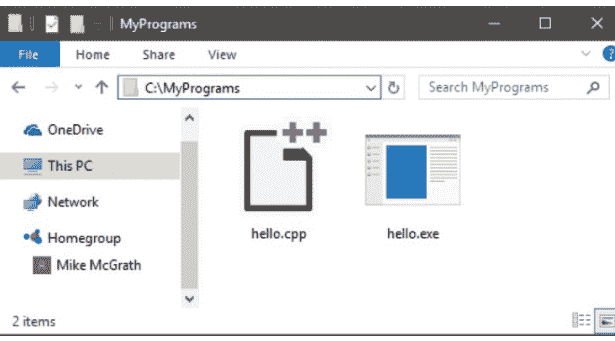 MyPrograms
File Home Share View
C:\MyPrograms Search MyPrograms
OneDrive
This PC
Network
Homegroup
Mike McGrath
++
hello.cpp hello.exe
2 items